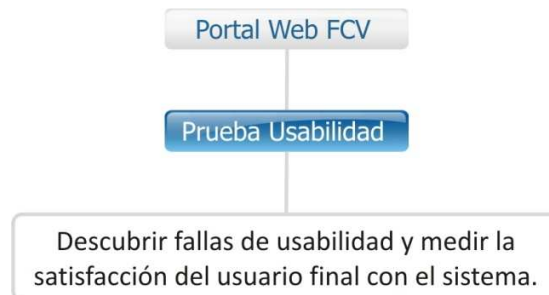 Portal Web FCV
Prueba Usabilidad
Descubrir fallas de usabilidad y medir la
satisfacción del usuario final con el sistema.